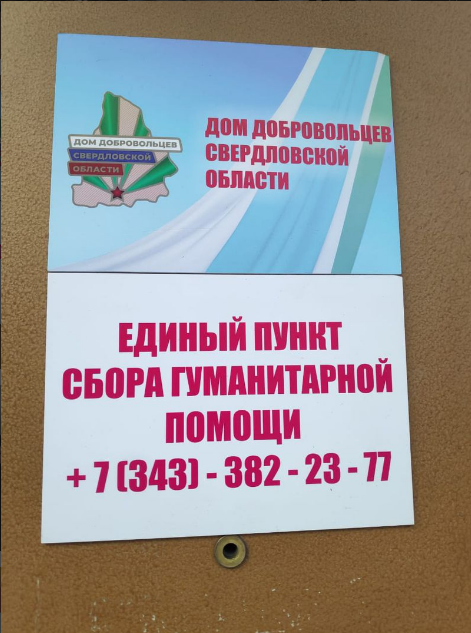 ДОМ ДОБРОВОЛЬЦЕВ
СВЕРДЛОВСКОЙ
ОБЛАСТИ
ДОМ ДОБРОВОЛЬЦЕВ
СВЕРДЛОВСКОЙ
ОБЛАСТИ
ЕДИНЫЙ ПУНКТ
СБОРА ГУМАНИТАРНОЙ
ПОМОЩИ
+ 7 (343) - 382 - 23 - 77